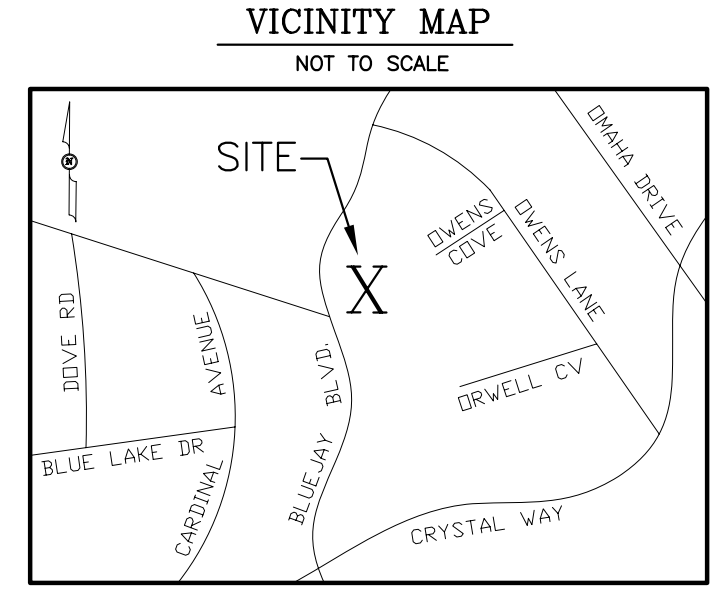 VICINITY MAP
NOT TO SCALE
N
SITE
X
OMAHA DRIVE
OWENS
COVE
OWENS LANE
DOVE RD
AVENUE
BLVD.
ORWELL CV
BLUE LAKE DR
CARDINAL
BLUEJAY
CRYSTAL WAY